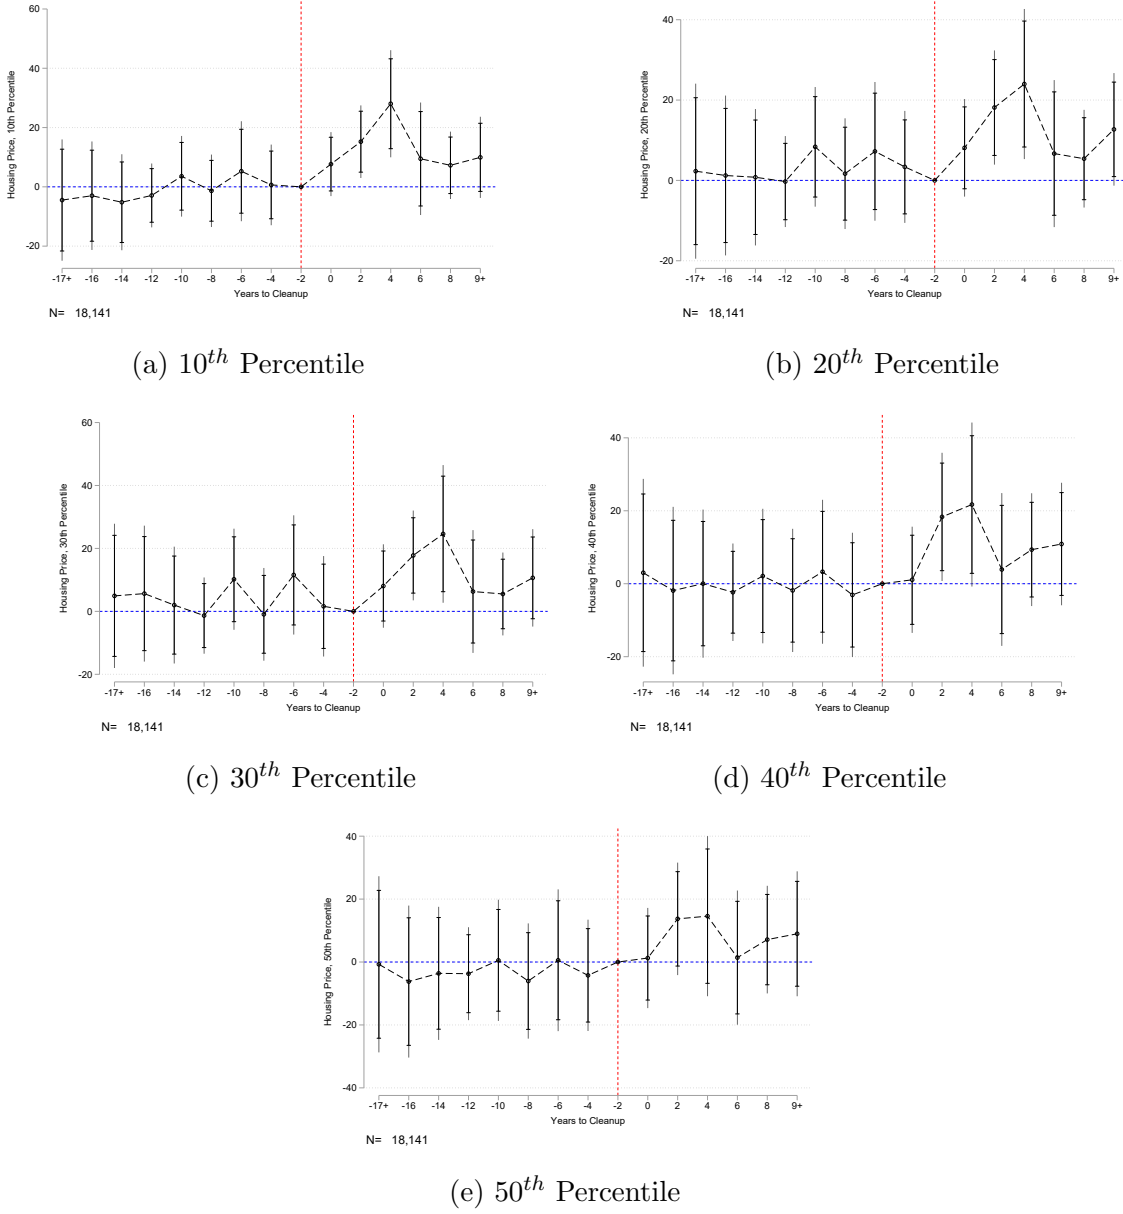 60
40
20
0
-20
Housing Price, 10th Percentile
-17+ -16 -14 -12 -10 -8 -6 -4 -2 0 2 4 6 8 9+
Years to Cleanup
N= 18,141
(a) 10th Percentile
40
20
0
-20
Housing Price, 20th Percentile
-17+ -16 -14 -12 -10 -8 -6 -4 -2 0 2 4 6 8 9+
Years to Cleanup
N= 18,141
(b) 20th Percentile
60
40
20
0
-20
Housing Price, 30th Percentile
-17+ -16 -14 -12 -10 -8 -6 -4 -2 0 2 4 6 8 9+
Years to Cleanup
N= 18,141
(c) 30th Percentile
40
20
0
-20
Housing Price, 40th Percentile
-17+ -16 -14 -12 -10 -8 -6 -4 -2 0 2 4 6 8 9+
Years to Cleanup
N= 18,141
(d) 40th Percentile
40
20
0
-20
-40
Housing Price, 50th Percentile
-17+ -16 -14 -12 -10 -8 -6 -4 -2 0 2 4 6 8 9+
Years to Cleanup
N= 18,141
(e) 50th Percentile